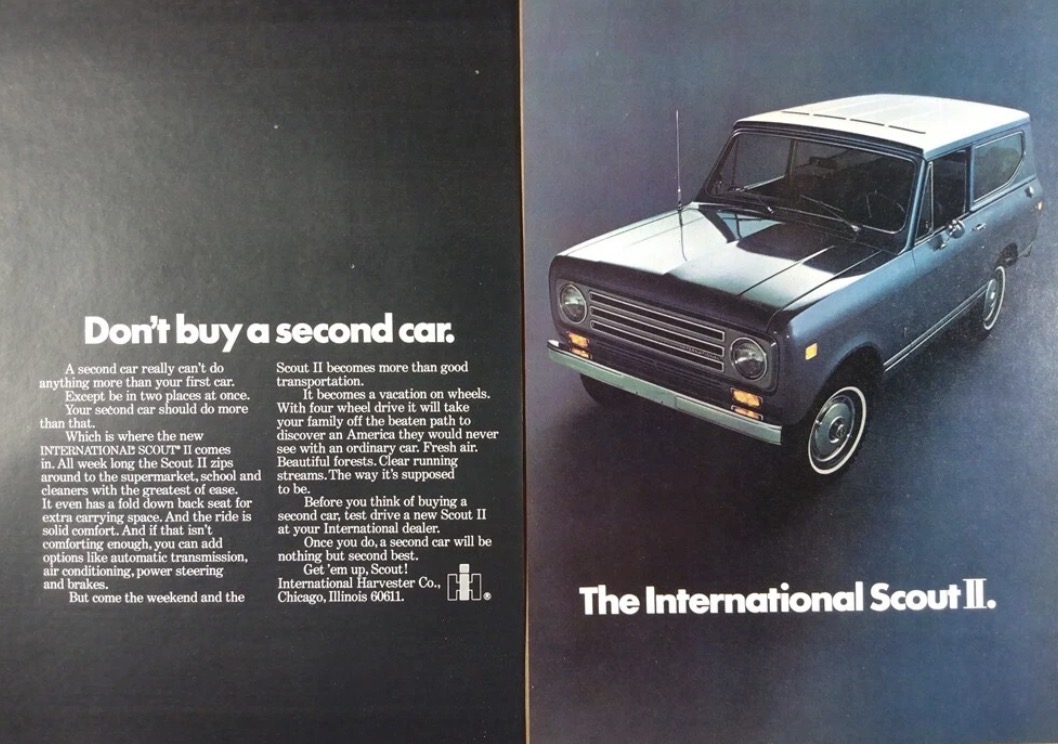 Don't buy a second car.
A second car really can't do
anything more than your first car.
Except be in two places at once.
Your second car should do more
than that.
Which is where the new
INTERNATIONAL® SCOUT® II comes
in. All week long the Scout II zips
around to the supermarket, school and
cleaners with the greatest of ease.
It even has a fold down back seat for
extra carrying space. And the ride is
solid comfort. And if that isn't
comforting enough, you can add
options like automatic transmission,
air conditioning, power steering
and brakes.
But come the weekend and the
Scout II becomes more than good
transportation.
It becomes a vacation on wheels.
With four wheel drive it will take
your family off the beaten path to
discover an America they would never
see with an ordinary car. Fresh air.
Beautiful forests. Clear running
streams. The way it's supposed
to be.
Before you think of buying a
second car, test drive a new Scout II
at your International dealer.
Once you do, a second car will be
nothing but second best.
Get 'em up, Scout!
International Harvester Co.,
Chicago, Illinois 60611.
®
The International Scout II.